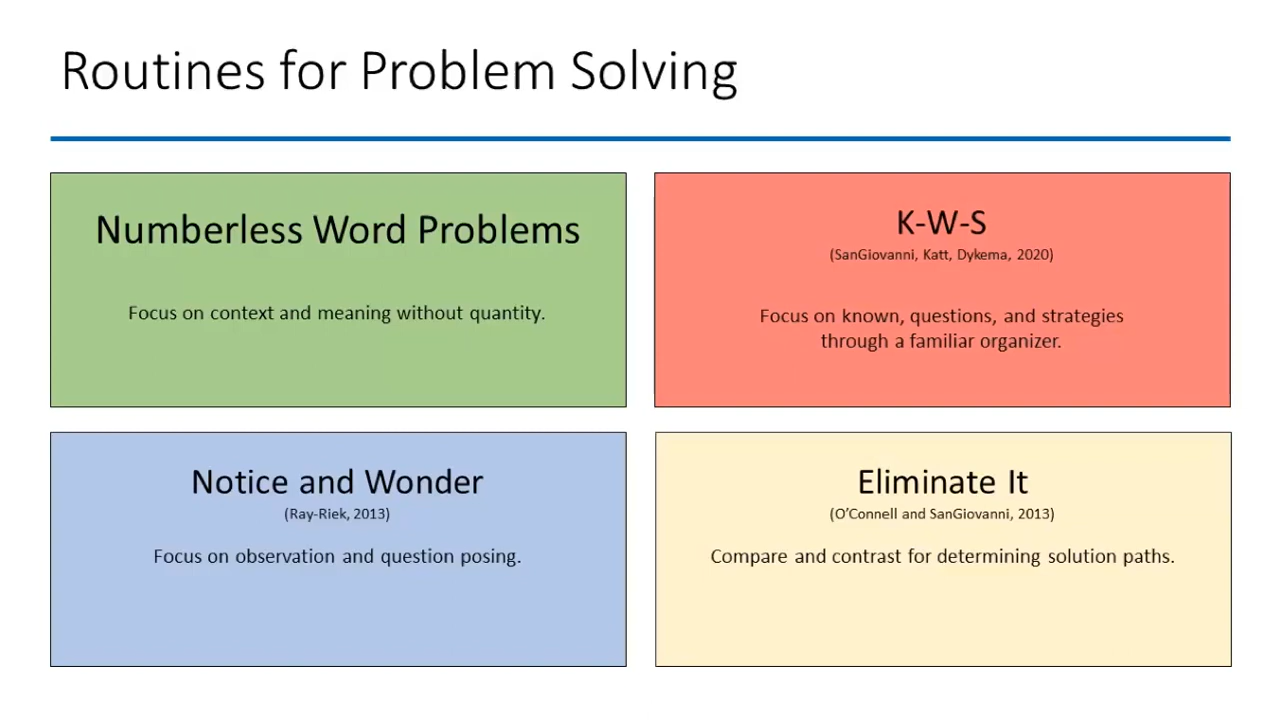 Routines for Problem Solving
Numberless Word Problems
Focus on context and meaning without quantity.
K-W-S
(SanGiovanni, Katt, Dykema, 2020)
Focus on known, questions, and strategies
through a familiar organizer.
Notice and Wonder
(Ray-Riek, 2013)
Focus on observation and question posing.
Eliminate It
(O’Connell and SanGiovanni, 2013)
Compare and contrast for determining solution paths.